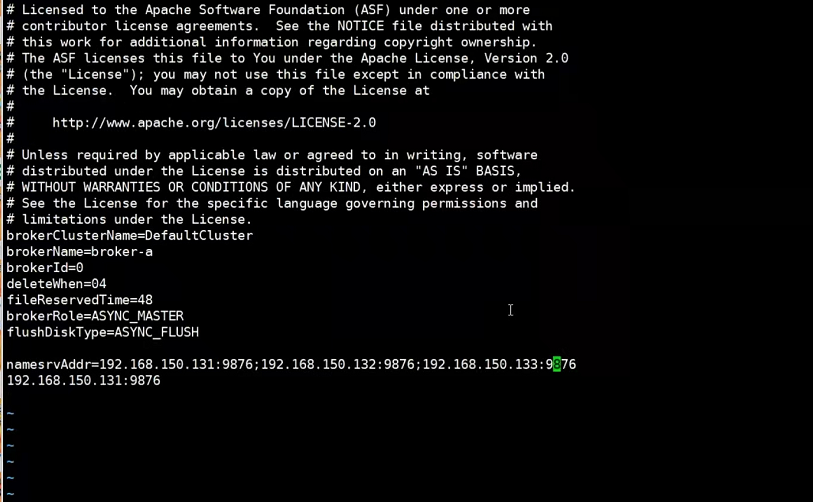 # Licensed to the Apache Software Foundation (ASF) under one or more
# contributor license agreements.  See the NOTICE file distributed with
# this work for additional information regarding copyright ownership.
# The ASF licenses this file to You under the Apache License, Version 2.0
# (the "License"); you may not use this file except in compliance with
# the License.  You may obtain a copy of the License at
#
#     http://www.apache.org/licenses/LICENSE-2.0
#
# Unless required by applicable law or agreed to in writing, software
# distributed under the License is distributed on an "AS IS" BASIS,
# WITHOUT WARRANTIES OR CONDITIONS OF ANY KIND, either express or implied.
# See the License for the specific language governing permissions and
# limitations under the License.
brokerClusterName=DefaultCluster
brokerName=broker-a
brokerId=0
deleteWhen=04
fileReservedTime=48
brokerRole=ASYNC_MASTER
flushDiskType=ASYNC_FLUSH
namesrvAddr=192.168.150.131:9876;192.168.150.132:9876;192.168.150.133:9876
192.168.150.131:9876
~
~
~
~
~
~